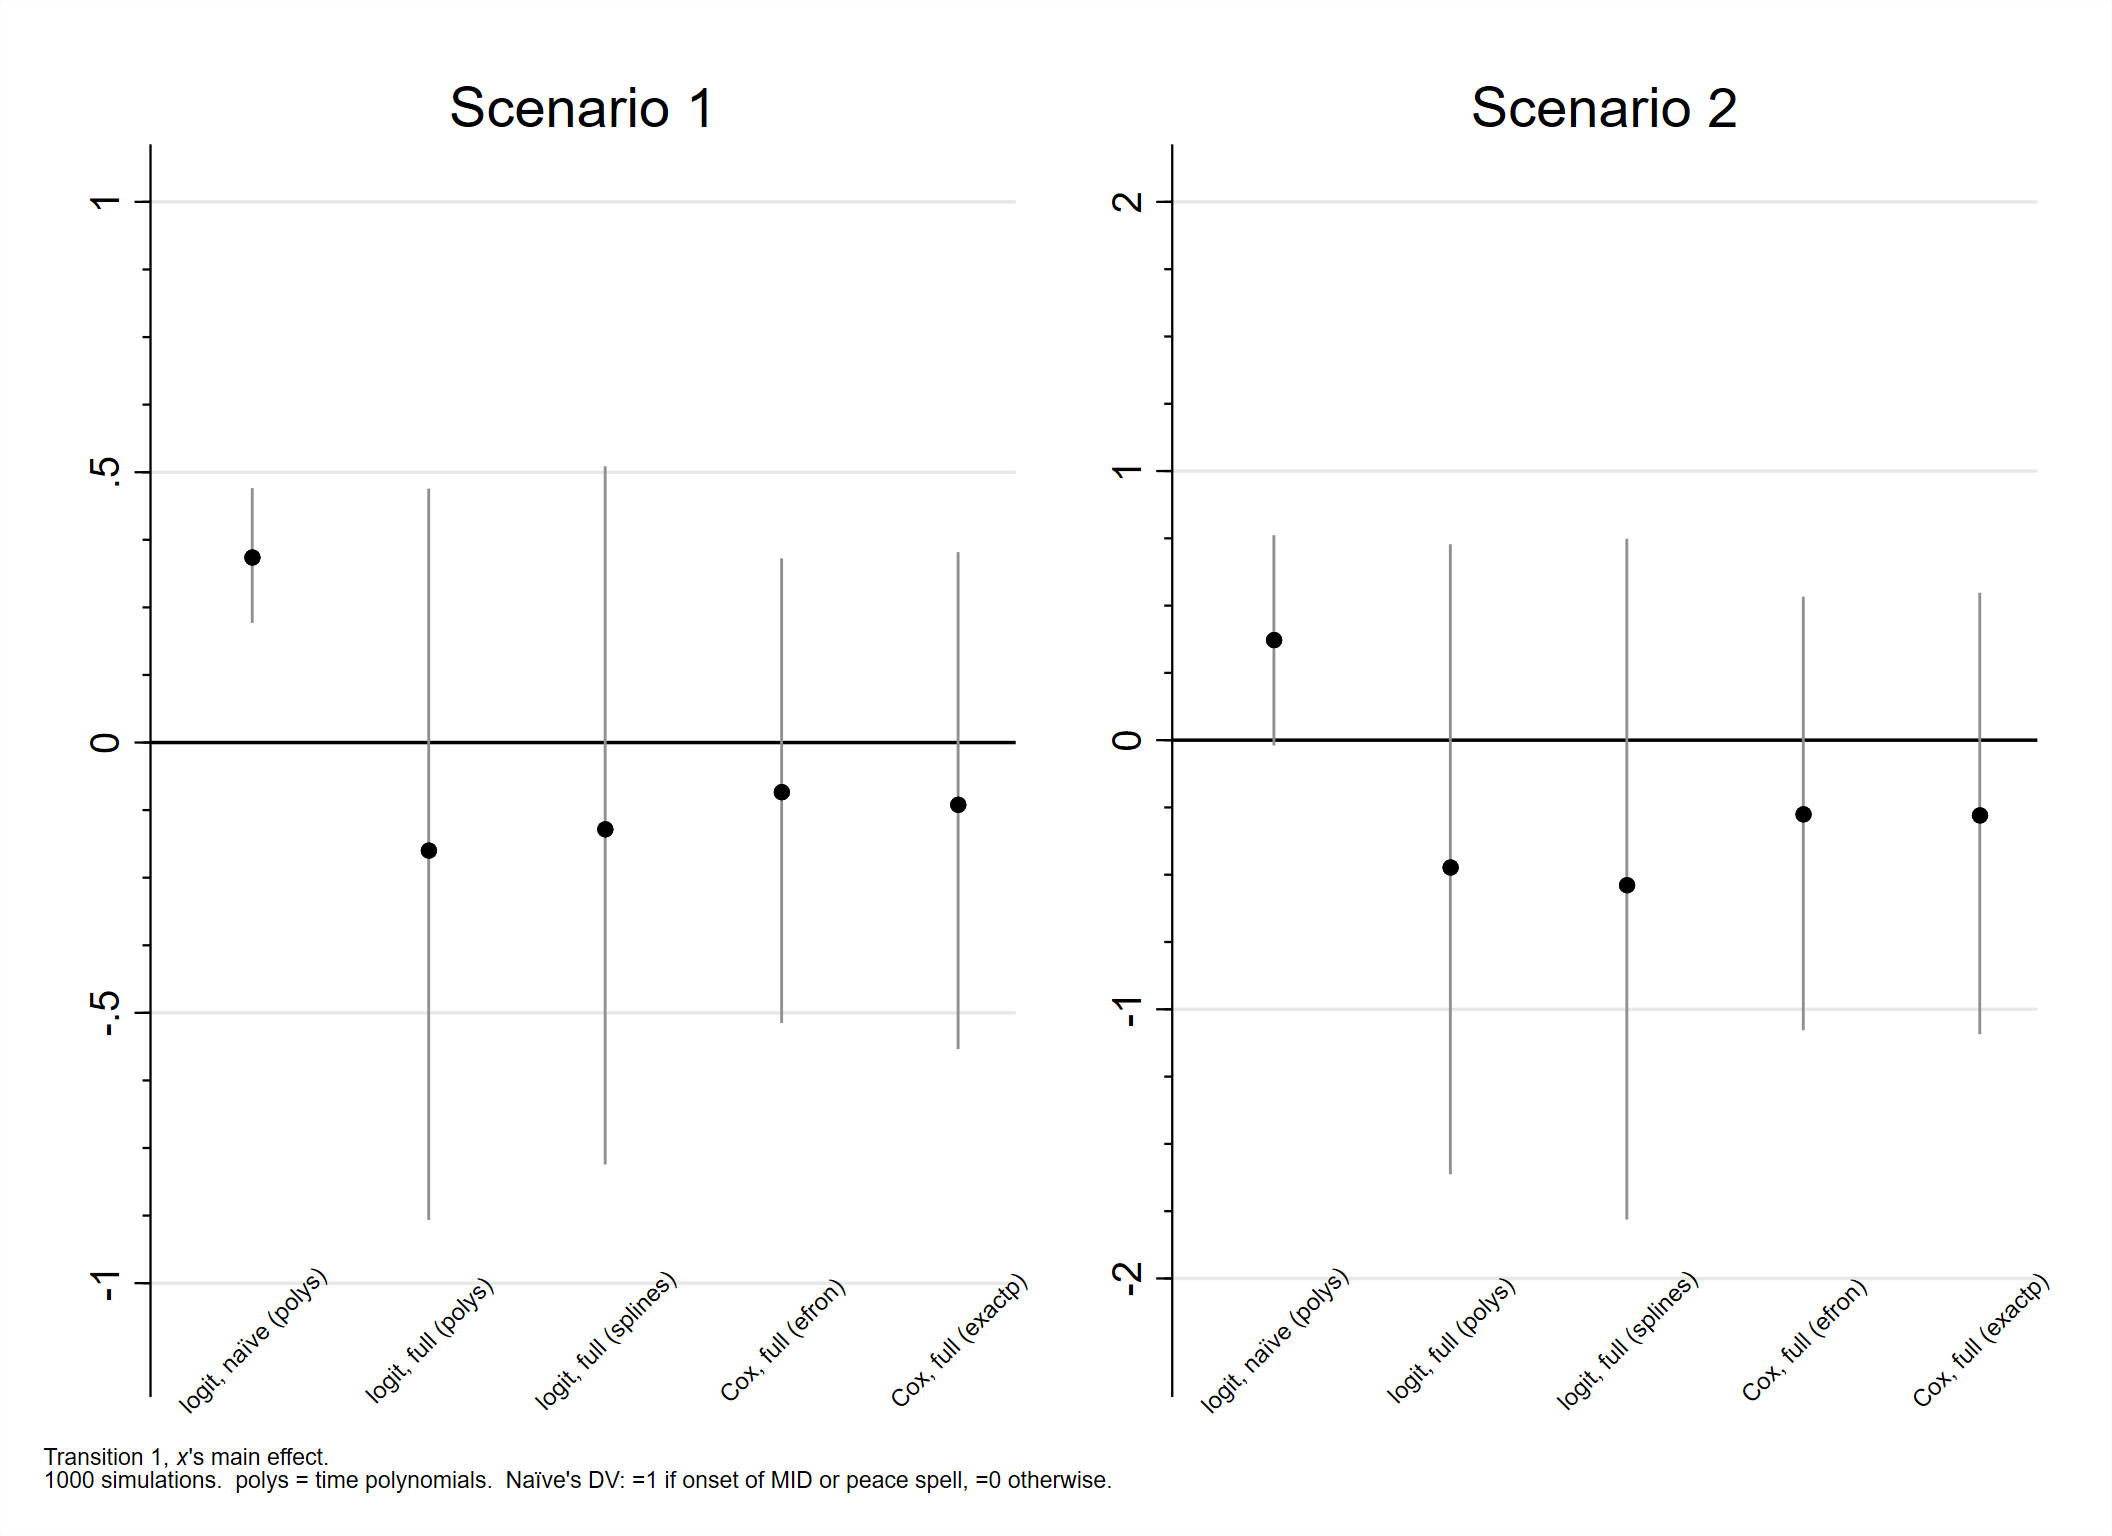 Scenario 1
1
.5
0
-.5
-1
logit, naïve (polys)
logit, full (polys)
logit, full (splines)
Cox, full (efron)
Cox, full (exactp)
Scenario 2
2
1
0
-1
-2
logit, naïve (polys)
logit, full (polys)
logit, full (splines)
Cox, full (efron)
Cox, full (exactp)
Transition 1, x's main effect.
1000 simulations.  polys = time polynomials.  Naïve's DV: =1 if onset of MID or peace spell, =0 otherwise.